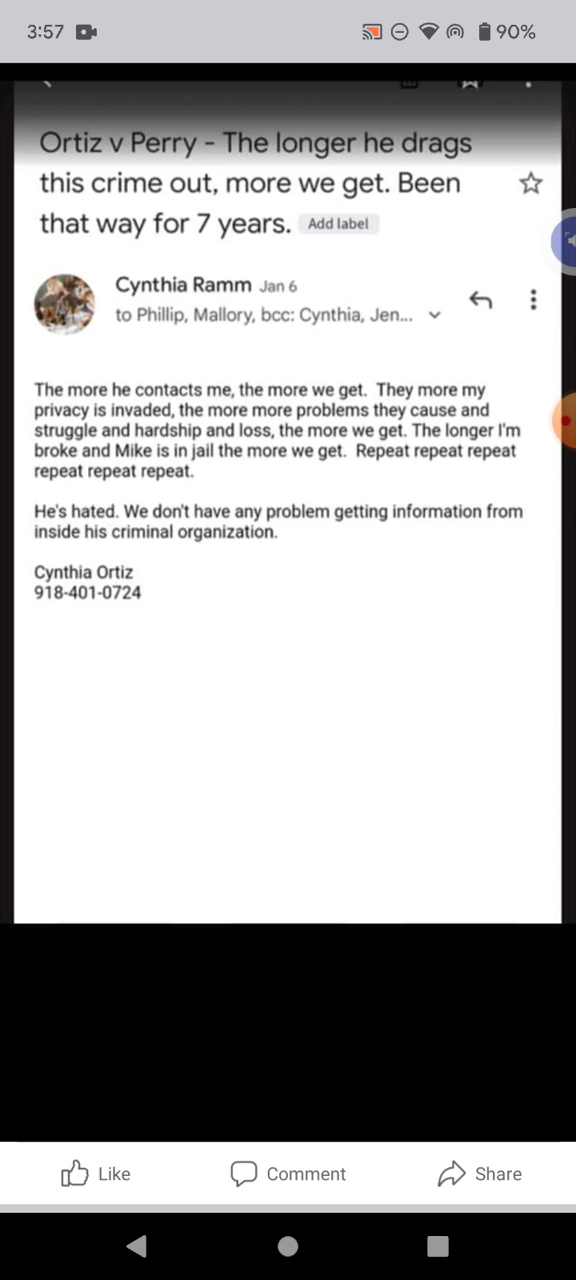 3:57 90%
Ortiz v Perry - The longer he drags
this crime out, more we get. Been
that way for 7 years. Add label
Cynthia Ramm Jan 6
to Phillip, Mallory, bcc: Cynthia, Jen...
The more he contacts me, the more we get. They more my
privacy is invaded, the more more problems they cause and
struggle and hardship and loss, the more we get. The longer I'm
broke and Mike is in jail the more we get. Repeat repeat repeat
repeat repeat repeat.
He's hated. We don't have any problem getting information from
inside his criminal organization.
Cynthia Ortiz
918-401-0724
Like Comment Share